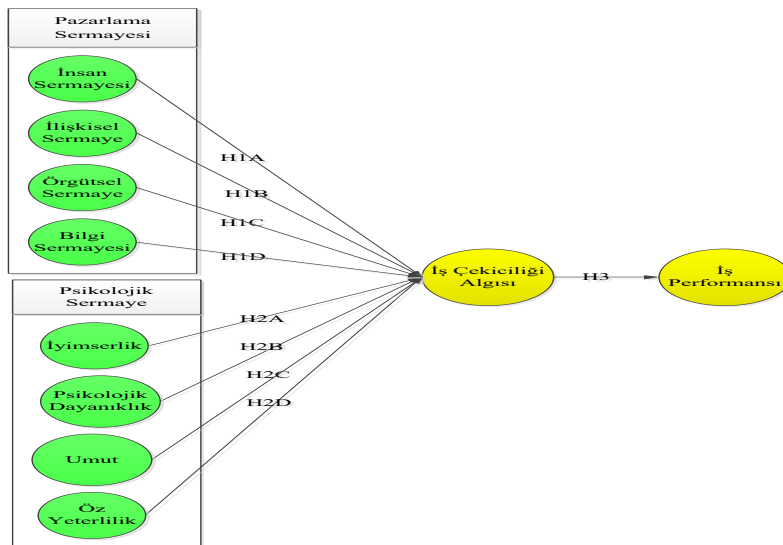 Pazarlama
Sermayesi
İnsan
Sermayesi
İlişkisel
Sermaye
Örgütsel
Sermaye
Bilgi
Sermayesi
H1A
H1B
H1C
H1D
Psikolojik
Sermaye
İyimserlik
Psikolojik
Dayanıklık
Umut
Öz
Yeterlilik
H2A
H2B
H2C
H2D
İş Çekiciliği
Algısı
H3
İş
Performansı